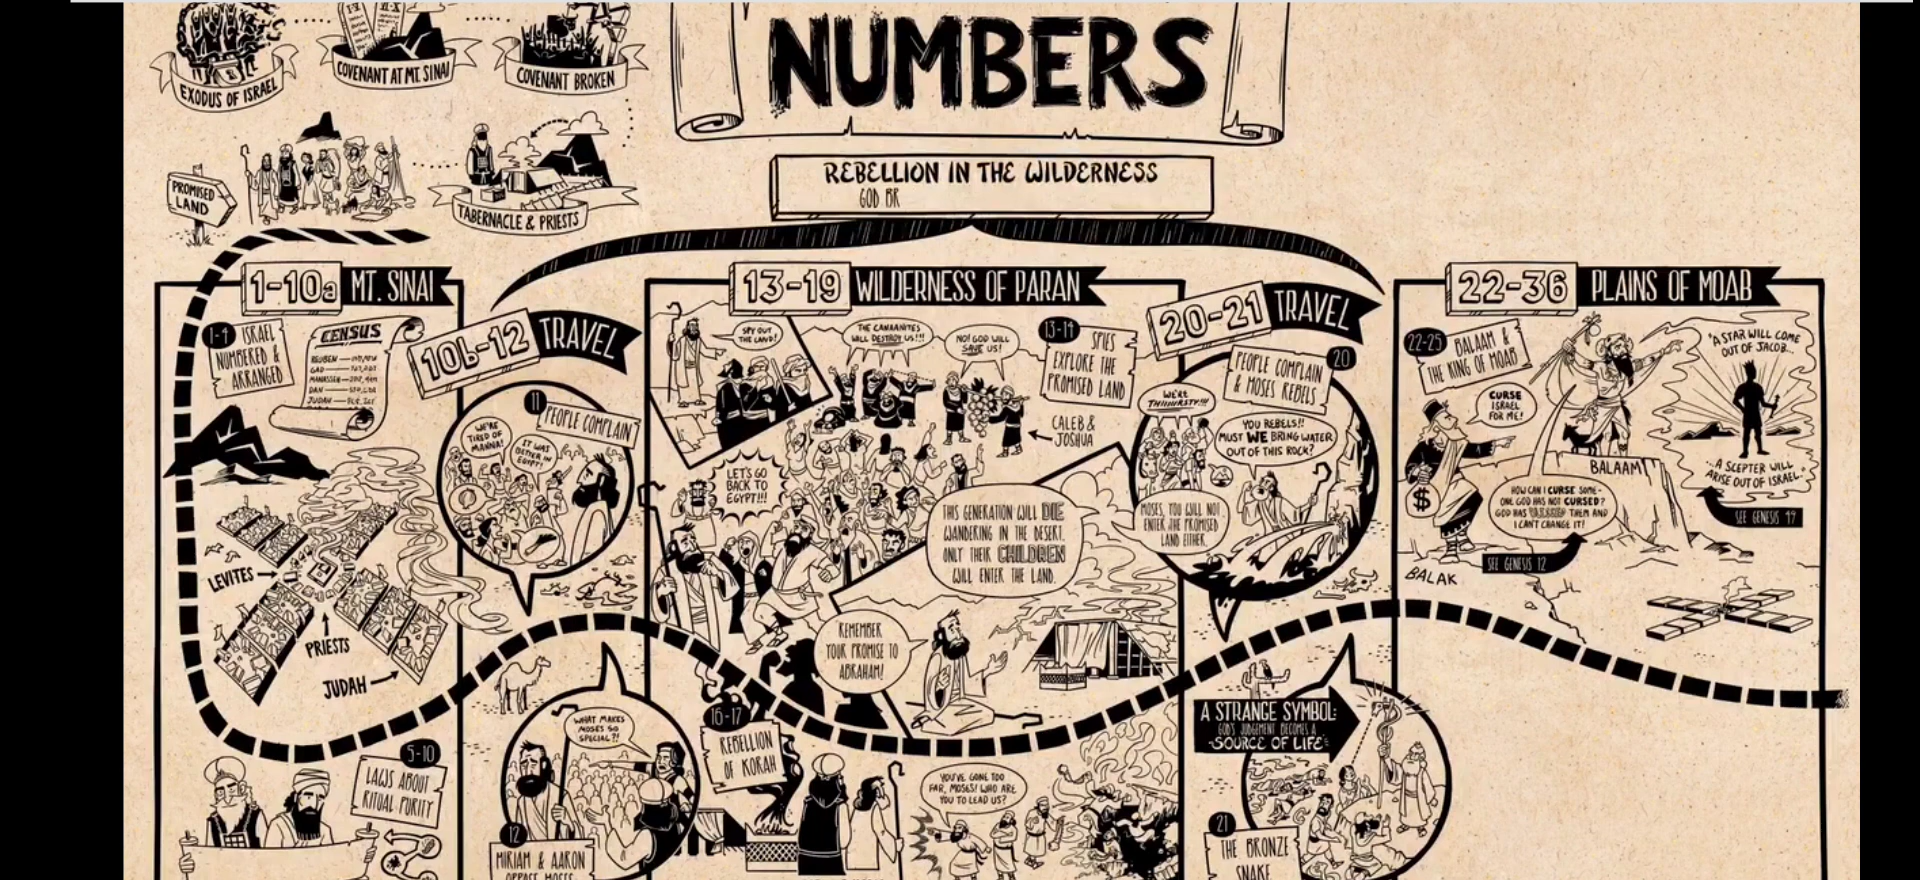 EXODUS OF ISRAEL
COVENANT AT MT. SINAI
COVENANT BROKEN
PROMISED
LAND
TABERNACLE & PRIESTS
NUMBERS
REBELLION IN THE WILDERNESS
GOD BR
1-10a MT. SINAI
1-4 ISRAEL
NUMBERED &
ARRANGED
CENSUS
REUBEN
GAD
MANASSEH
DAN
JUDAH
LEVITES
PRIESTS
JUDAH
5-10
LAWS ABOUT
RITUAL PURITY
10b-12 TRAVEL
11 PEOPLE COMPLAIN
WE'RE
TIRED OF
MANNA!
IT WAS
BETTER IN
EGYPT!
WHAT MAKES
MOSES SO
SPECIAL?!
12
MIRIAM & AARON
OPPOSE MOSES
13-19 WILDERNESS OF PARAN
SPY OUT
THE LAND!
THE CANAANITES
WILL DESTROY US!!!
NO! GOD WILL
SAVE US!
13-14 SPIES
EXPLORE THE
PROMISED LAND
CALEB &
JOSHUA
LET'S GO
BACK TO
EGYPT!!!
THIS GENERATION WILL DIE
WANDERING IN THE DESERT.
ONLY THEIR CHILDREN
WILL ENTER THE LAND.
REMEMBER
YOUR PROMISE TO
ABRAHAM!
16-17
REBELLION
OF KORAH
YOU'VE GONE TOO
FAR, MOSES! WHO ARE
YOU TO LEAD US?
20-21 TRAVEL
PEOPLE COMPLAIN 20
& MOSES REBELS
WE'RE
THIRSTY!!!
YOU REBELS!!
MUST WE BRING WATER
OUT OF THIS ROCK?
MOSES, YOU WILL NOT
ENTER THE PROMISED
LAND EITHER.
A STRANGE SYMBOL:
GOD'S JUDGEMENT BECOMES A
SOURCE OF LIFE
21
THE BRONZE
SNAKE
22-36 PLAINS OF MOAB
22-25 BALAAM &
THE KING OF MOAB
CURSE
ISRAEL
FOR ME!
$
BALAK
BALAAM
HOW CAN I CURSE SOME-
ONE GOD HAS NOT CURSED?
GOD HAS BLESSED THEM AND
I CAN'T CHANGE IT!
SEE GENESIS 12
"A STAR WILL COME
OUT OF JACOB...
...A SCEPTER WILL
ARISE OUT OF ISRAEL."
SEE GENESIS 49